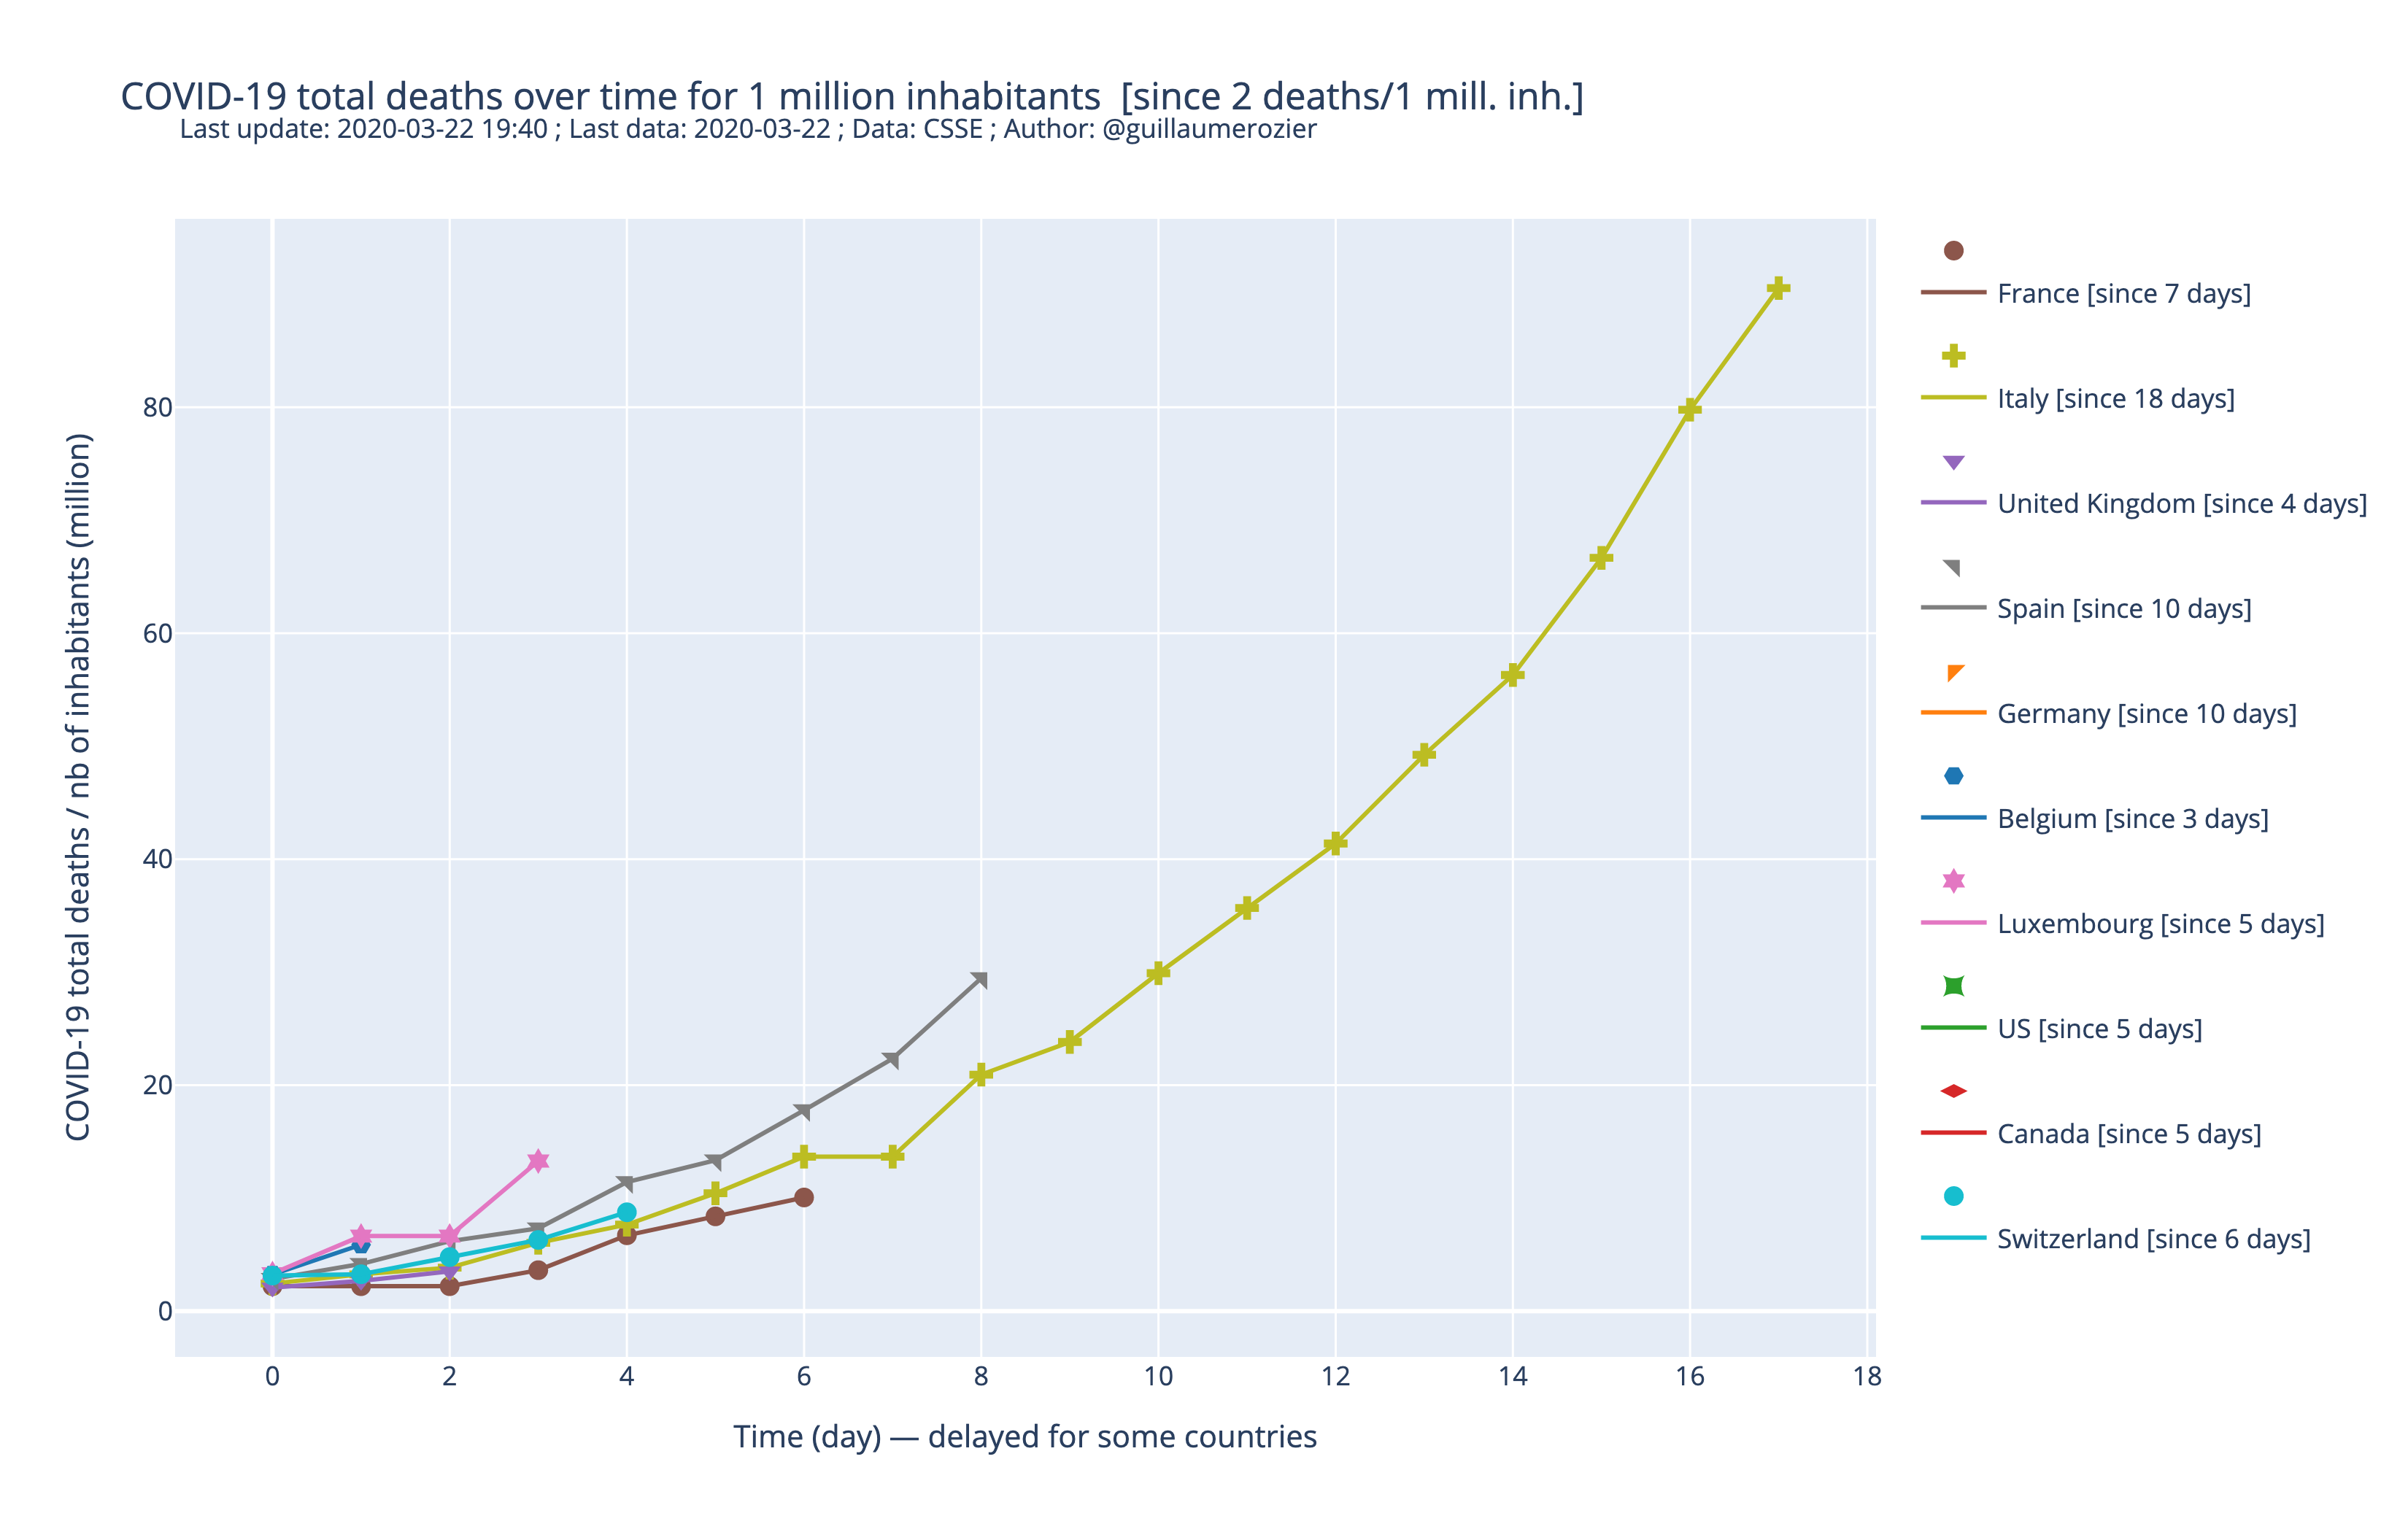 COVID-19 total deaths over time for 1 million inhabitants  [since 2 deaths/1 mill. inh.]
Last update: 2020-03-22 19:40 ; Last data: 2020-03-22 ; Data: CSSE ; Author: @guillaumerozier
COVID-19 total deaths / nb of inhabitants (million)
80
60
40
20
0
0 2 4 6 8 10 12 14 16 18
Time (day) — delayed for some countries
France [since 7 days]
Italy [since 18 days]
United Kingdom [since 4 days]
Spain [since 10 days]
Germany [since 10 days]
Belgium [since 3 days]
Luxembourg [since 5 days]
US [since 5 days]
Canada [since 5 days]
Switzerland [since 6 days]